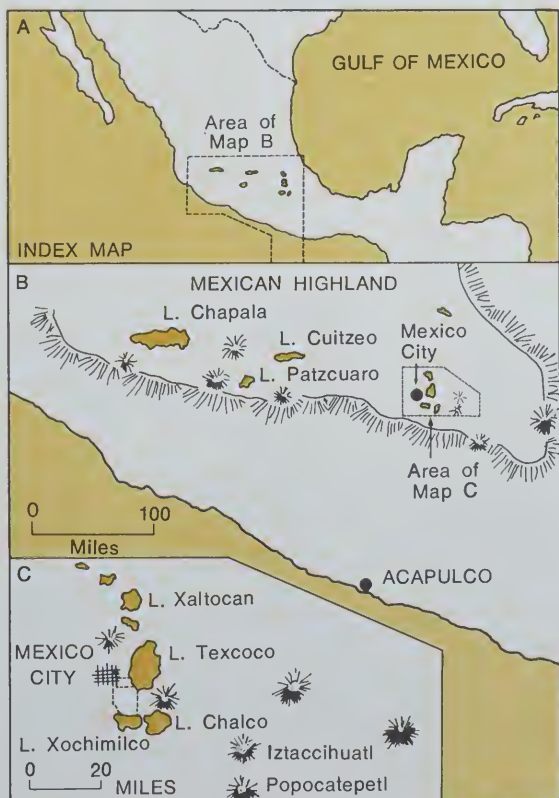 A
GULF OF MEXICO
Area of
Map B
INDEX MAP
B
MEXICAN HIGHLAND
L. Chapala
L. Cuitzeo
L. Patzcuaro
Mexico
City
Area of
Map C
0 100
Miles
ACAPULCO
C
L. Xaltocan
MEXICO
CITY
L. Texcoco
L. Chalco
L. Xochimilco
Iztaccihuatl
0 20
MILES
Popocatepetl